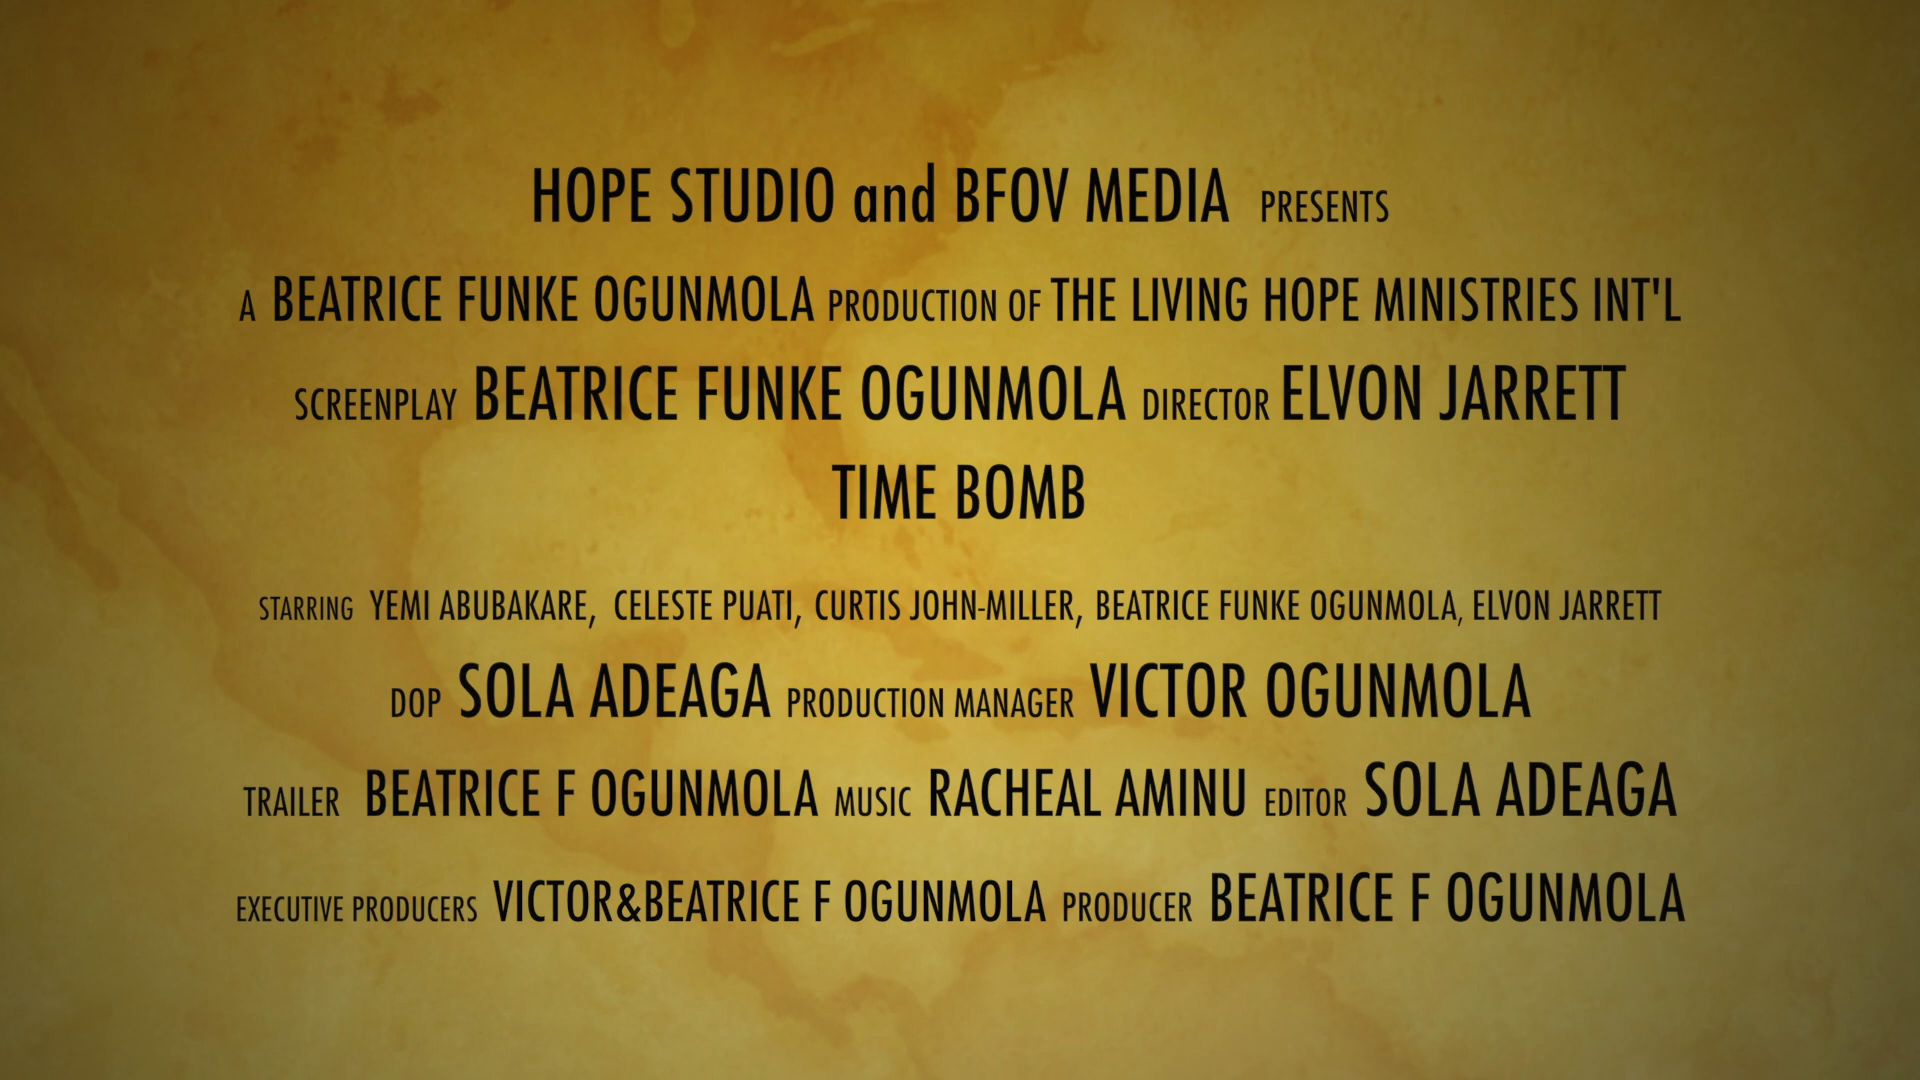 HOPE STUDIO and BFOV MEDIA PRESENTS
A BEATRICE FUNKE OGUNMOLA PRODUCTION OF THE LIVING HOPE MINISTRIES INT'L
SCREENPLAY BEATRICE FUNKE OGUNMOLA DIRECTOR ELVON JARRETT
TIME BOMB
STARRING YEMI ABUBAKARE, CELESTE PUATI, CURTIS JOHN-MILLER, BEATRICE FUNKE OGUNMOLA, ELVON JARRETT
DOP SOLA ADEAGA PRODUCTION MANAGER VICTOR OGUNMOLA
TRAILER BEATRICE F OGUNMOLA MUSIC RACHEAL AMINU EDITOR SOLA ADEAGA
EXECUTIVE PRODUCERS VICTOR&BEATRICE F OGUNMOLA PRODUCER BEATRICE F OGUNMOLA